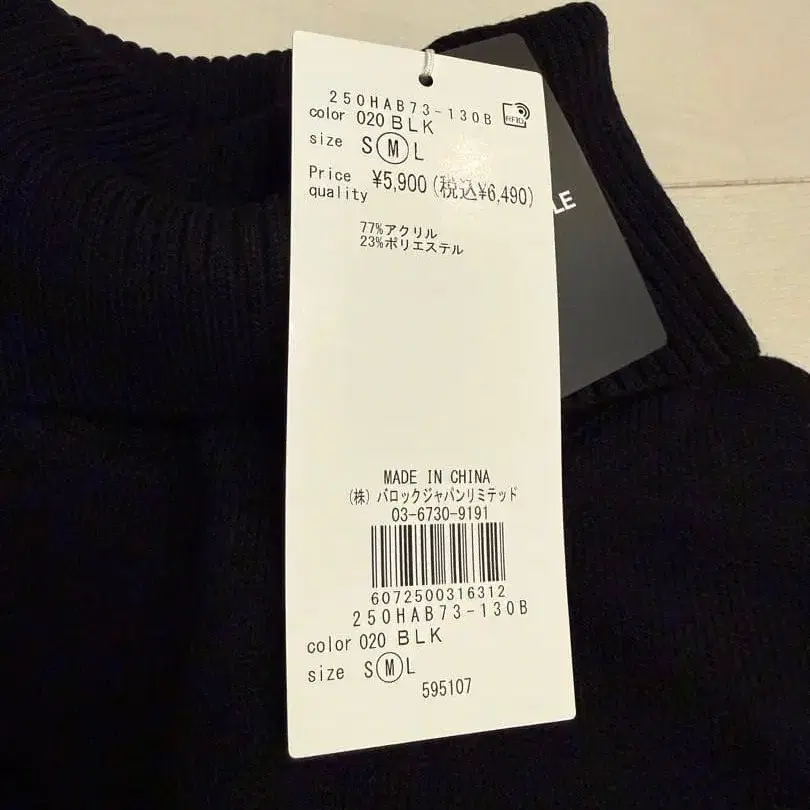 250HAB73-130B
RFID
color 020 BLK
size S M L
Price ¥5,900 (税込¥6,490)
quality
77%アクリル
23%ポリエステル
LE
MADE IN CHINA
(株) バロックジャパンリミテッド
03-6730-9191
6072500316312
250HAB73-130B
color 020 BLK
size S M L
595107